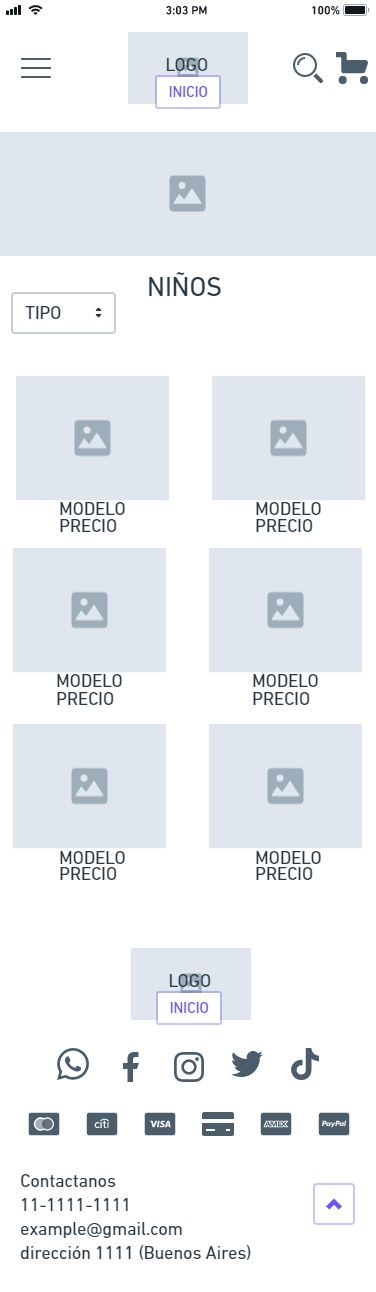 3:03 PM
100%
LOGO
INICIO
NIÑOS
TIPO
MODELO
PRECIO
MODELO
PRECIO
MODELO
PRECIO
MODELO
PRECIO
MODELO
PRECIO
MODELO
PRECIO
LOGO
INICIO
citi
VISA
AMEX
PayPal
Contactanos
11-1111-1111
example@gmail.com
dirección 1111 (Buenos Aires)